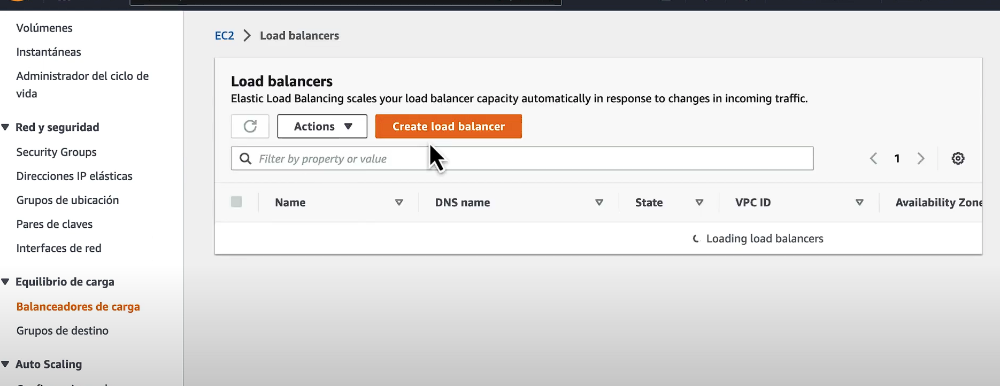 Volúmenes
Instantáneas
Administrador del ciclo de
vida
Red y seguridad
Security Groups
Direcciones IP elásticas
Grupos de ubicación
Pares de claves
Interfaces de red
Equilibrio de carga
Balanceadores de carga
Grupos de destino
Auto Scaling
EC2 > Load balancers
Load balancers
Elastic Load Balancing scales your load balancer capacity automatically in response to changes in incoming traffic.
Actions Create load balancer
Filter by property or value 1
Name DNS name State VPC ID Availability Zone
Loading load balancers